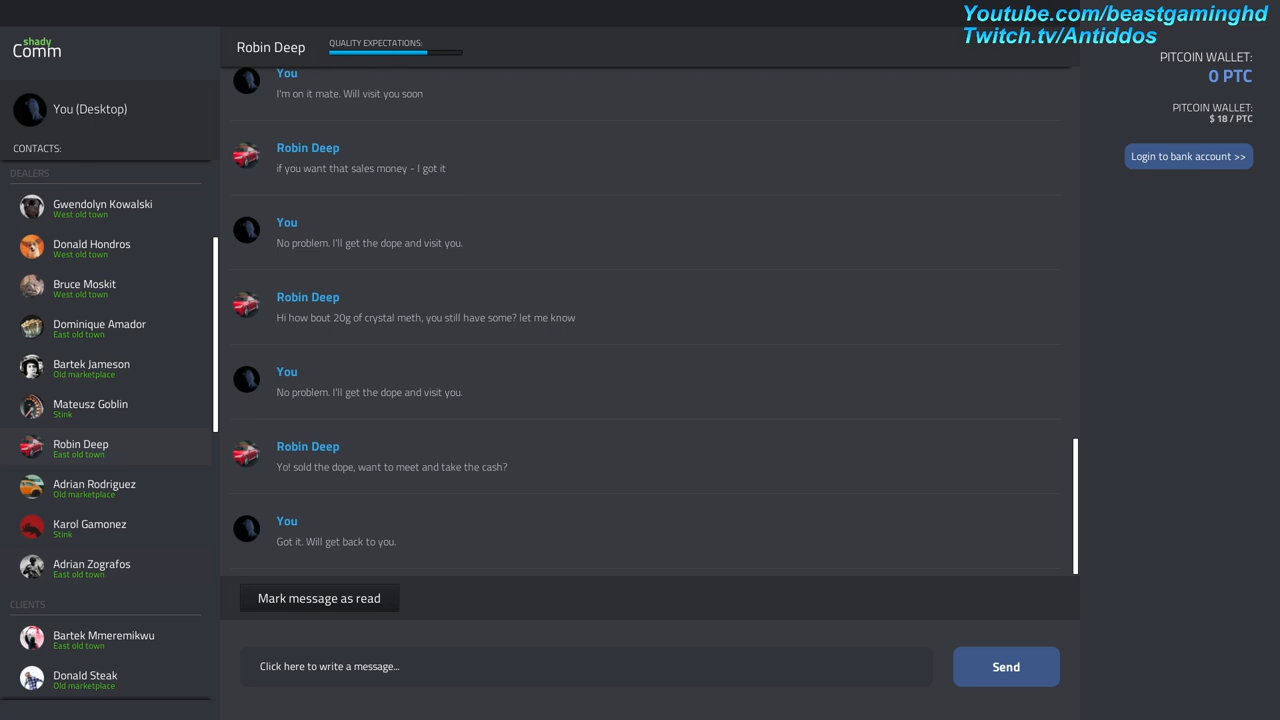 Youtube.com/beastgaminghd
Twitch.tv/Antiddos
shady
Comm
You (Desktop)
CONTACTS:
DEALERS
Gwendolyn Kowalski
West old town
Donald Hondros
West old town
Bruce Moskit
West old town
Dominique Amador
East old town
Bartek Jameson
Old marketplace
Mateusz Goblin
Stink
Robin Deep
East old town
Adrian Rodriguez
Old marketplace
Karol Gamonez
Stink
Adrian Zografos
East old town
CLIENTS
Bartek Mmeremikwu
East old town
Donald Steak
Old marketplace
Robin Deep
QUALITY EXPECTATIONS:
You
I'm on it mate. Will visit you soon
Robin Deep
if you want that sales money - I got it
You
No problem. I'll get the dope and visit you.
Robin Deep
Hi how bout 20g of crystal meth, you still have some? let me know
You
No problem. I'll get the dope and visit you.
Robin Deep
Yo! sold the dope, want to meet and take the cash?
You
Got it. Will get back to you.
Mark message as read
Click here to write a message...
Send
PITCOIN WALLET:
0 PTC
PITCOIN WALLET:
$ 18 / PTC
Login to bank account >>